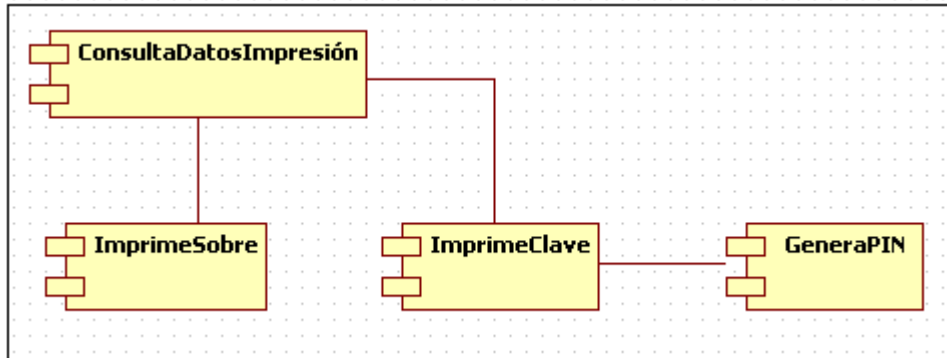 ConsultaDatosImpresión
ImprimeSobre
ImprimeClave
GeneraPIN